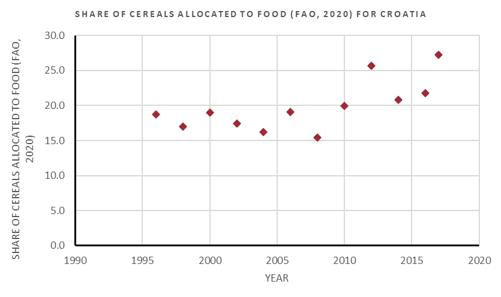 SHARE OF CEREALS ALLOCATED TO FOOD (FAO, 2020) FOR CROATIA
SHARE OF CEREALS ALLOCATED TO FOOD (FAO,
2020)
30.0
25.0
20.0
15.0
10.0
5.0
0.0
1990 1995 2000 2005 2010 2015 2020
YEAR